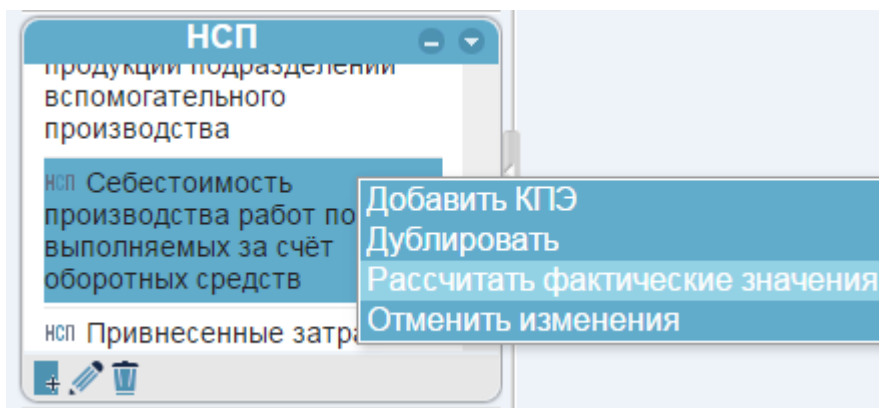 НСП
продукции подразделений
вспомогательного
производства
НСП Себестоимость
производства работ по
выполняемых за счёт
оборотных средств
НСП Привнесенные затра
Добавить КПЭ
Дублировать
Рассчитать фактические значения
Отменить изменения